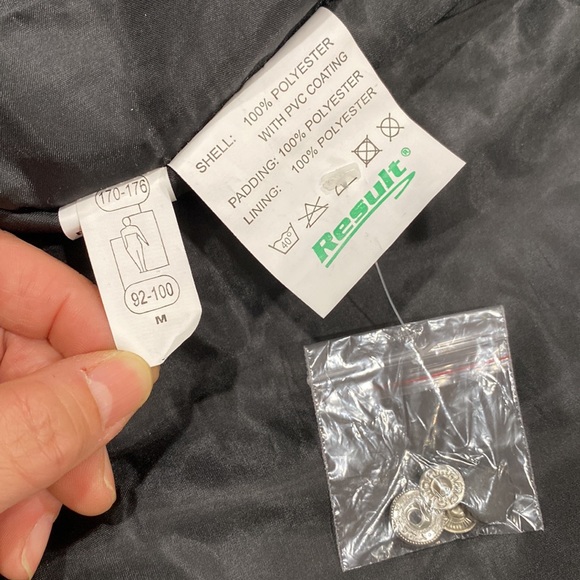 170-176
92-100
M
SHELL: 100% POLYESTER
WITH PVC COATING
PADDING: 100% POLYESTER
LINING: 100% POLYESTER
40°
Result®